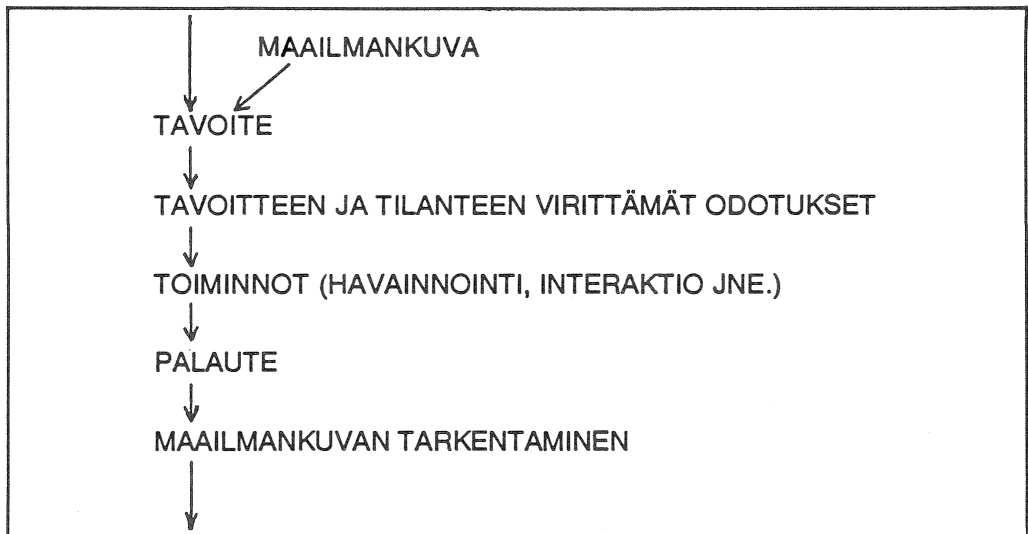 MAAILMANKUVA
TAVOITE
TAVOITTEEN JA TILANTEEN VIRITTÄMÄT ODOTUKSET
TOIMINNOT (HAVAINNOINTI, INTERAKTIO JNE.)
PALAUTE
MAAILMANKUVAN TARKENTAMINEN